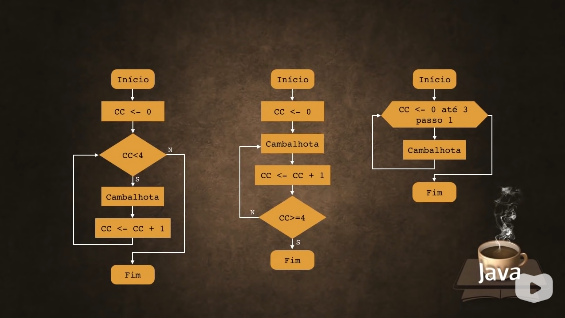 Início
CC <- 0
CC<4
N
S
Cambalhota
CC <- CC + 1
Fim
Início
CC <- 0
Cambalhota
CC <- CC + 1
CC>=4
N
S
Fim
Início
CC <- 0 até 3
passo 1
Cambalhota
Fim
Java